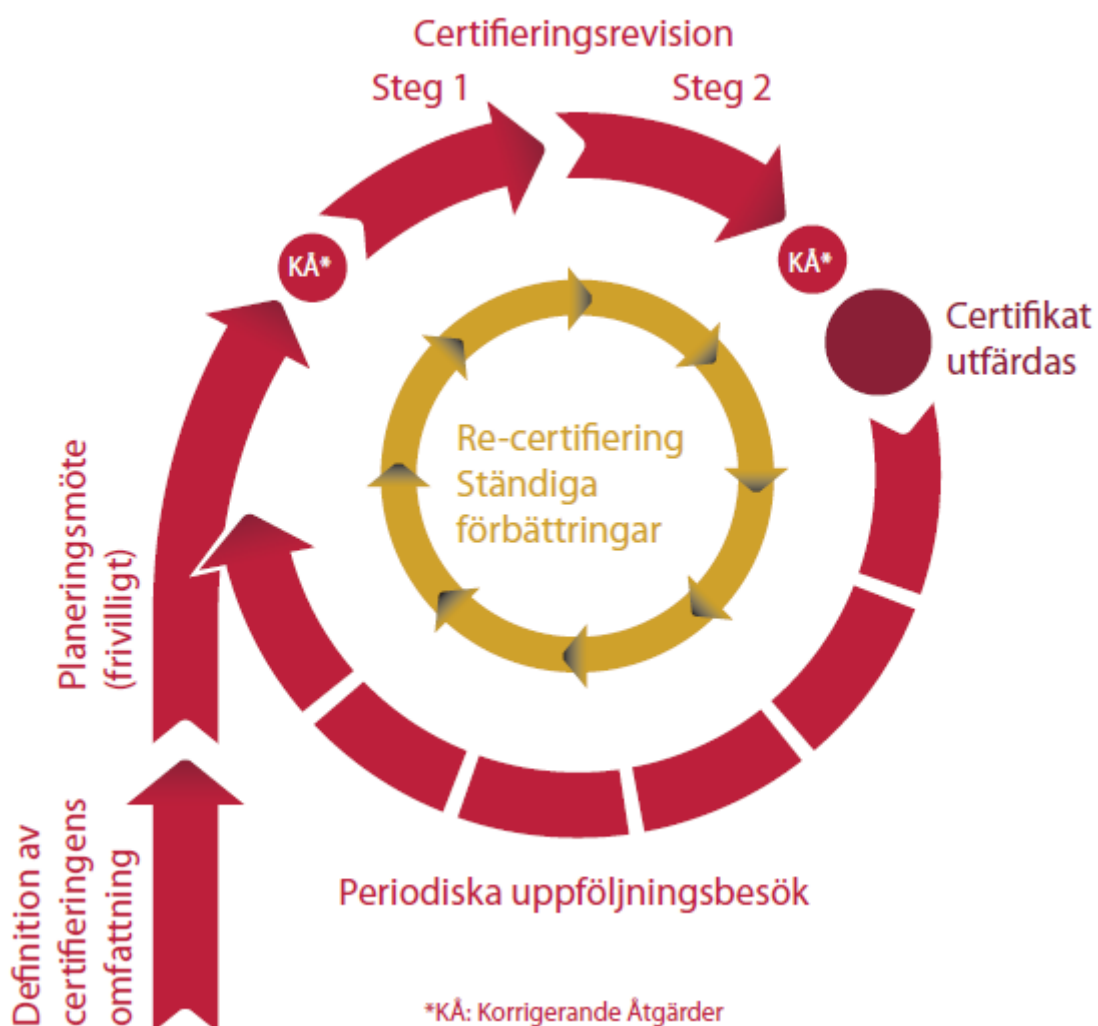 Certifieringsrevision
Steg 1
Steg 2
KÅ*
KÅ*
Certifikat
utfärdas
Re-certifiering
Ständiga
förbättringar
Planeringsmöte
(frivilligt)
Definition av
certifieringens
omfattning
Periodiska uppföljningsbesök
*KÅ: Korrigerande Åtgärder